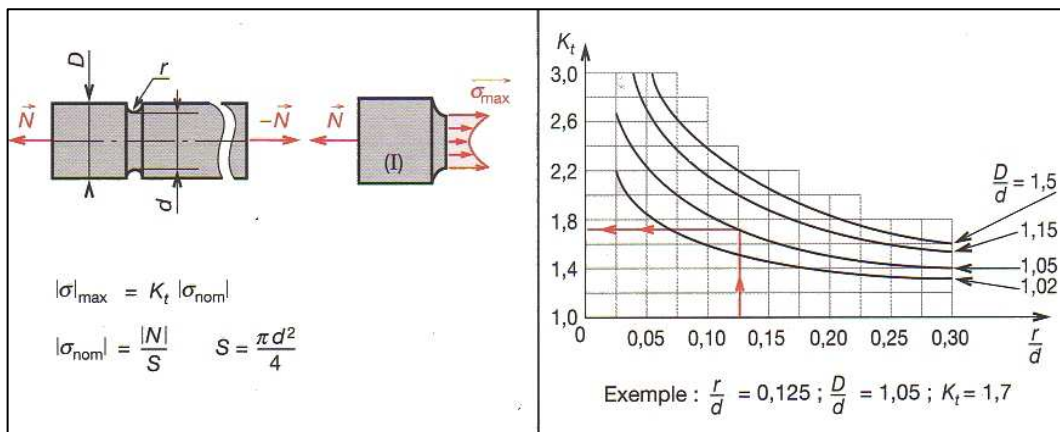 D
r
N
-N
d
N
(I)
σmax
|σ|max = Kt |σnom|
|σnom| = |N|/S S = πd²/4
Kt
3,0
2,6
2,2
1,8
1,4
1,0
0 0,05 0,10 0,15 0,20 0,25 0,30 r/d
D/d = 1,5
1,15
1,05
1,02
Exemple : r/d = 0,125 ; D/d = 1,05 ; Kt = 1,7